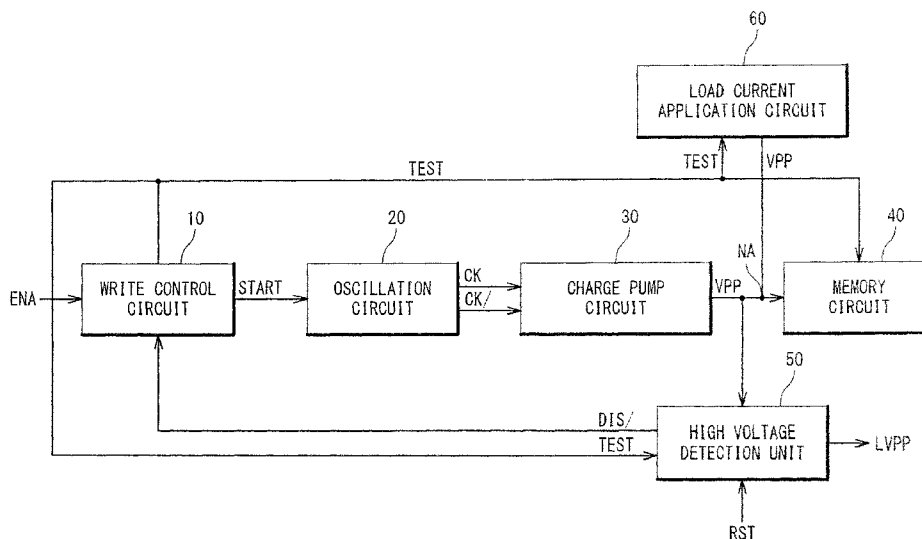 60
LOAD CURRENT
APPLICATION CIRCUIT
TEST
TEST
VPP
10
20
30
NA
40
ENA
WRITE CONTROL
CIRCUIT
START
OSCILLATION
CIRCUIT
CK
CK/
CHARGE PUMP
CIRCUIT
VPP
MEMORY
CIRCUIT
50
DIS/
TEST
HIGH VOLTAGE
DETECTION UNIT
LVPP
RST